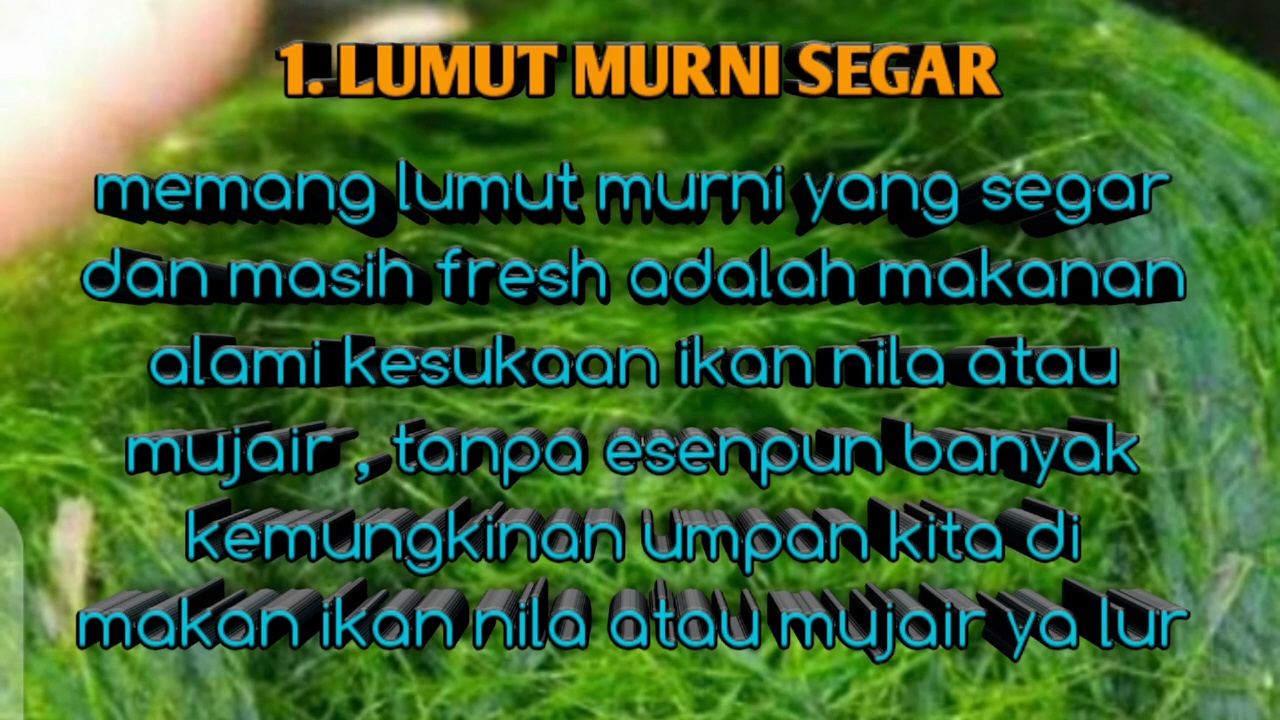 1. LUMUT MURNI SEGAR
memang lumut murni yang segar
dan masih fresh adalah makanan
alami kesukaan ikan nila atau
mujair , tanpa esenpun banyak
kemungkinan umpan kita di
makan ikan nila atau mujair ya lur